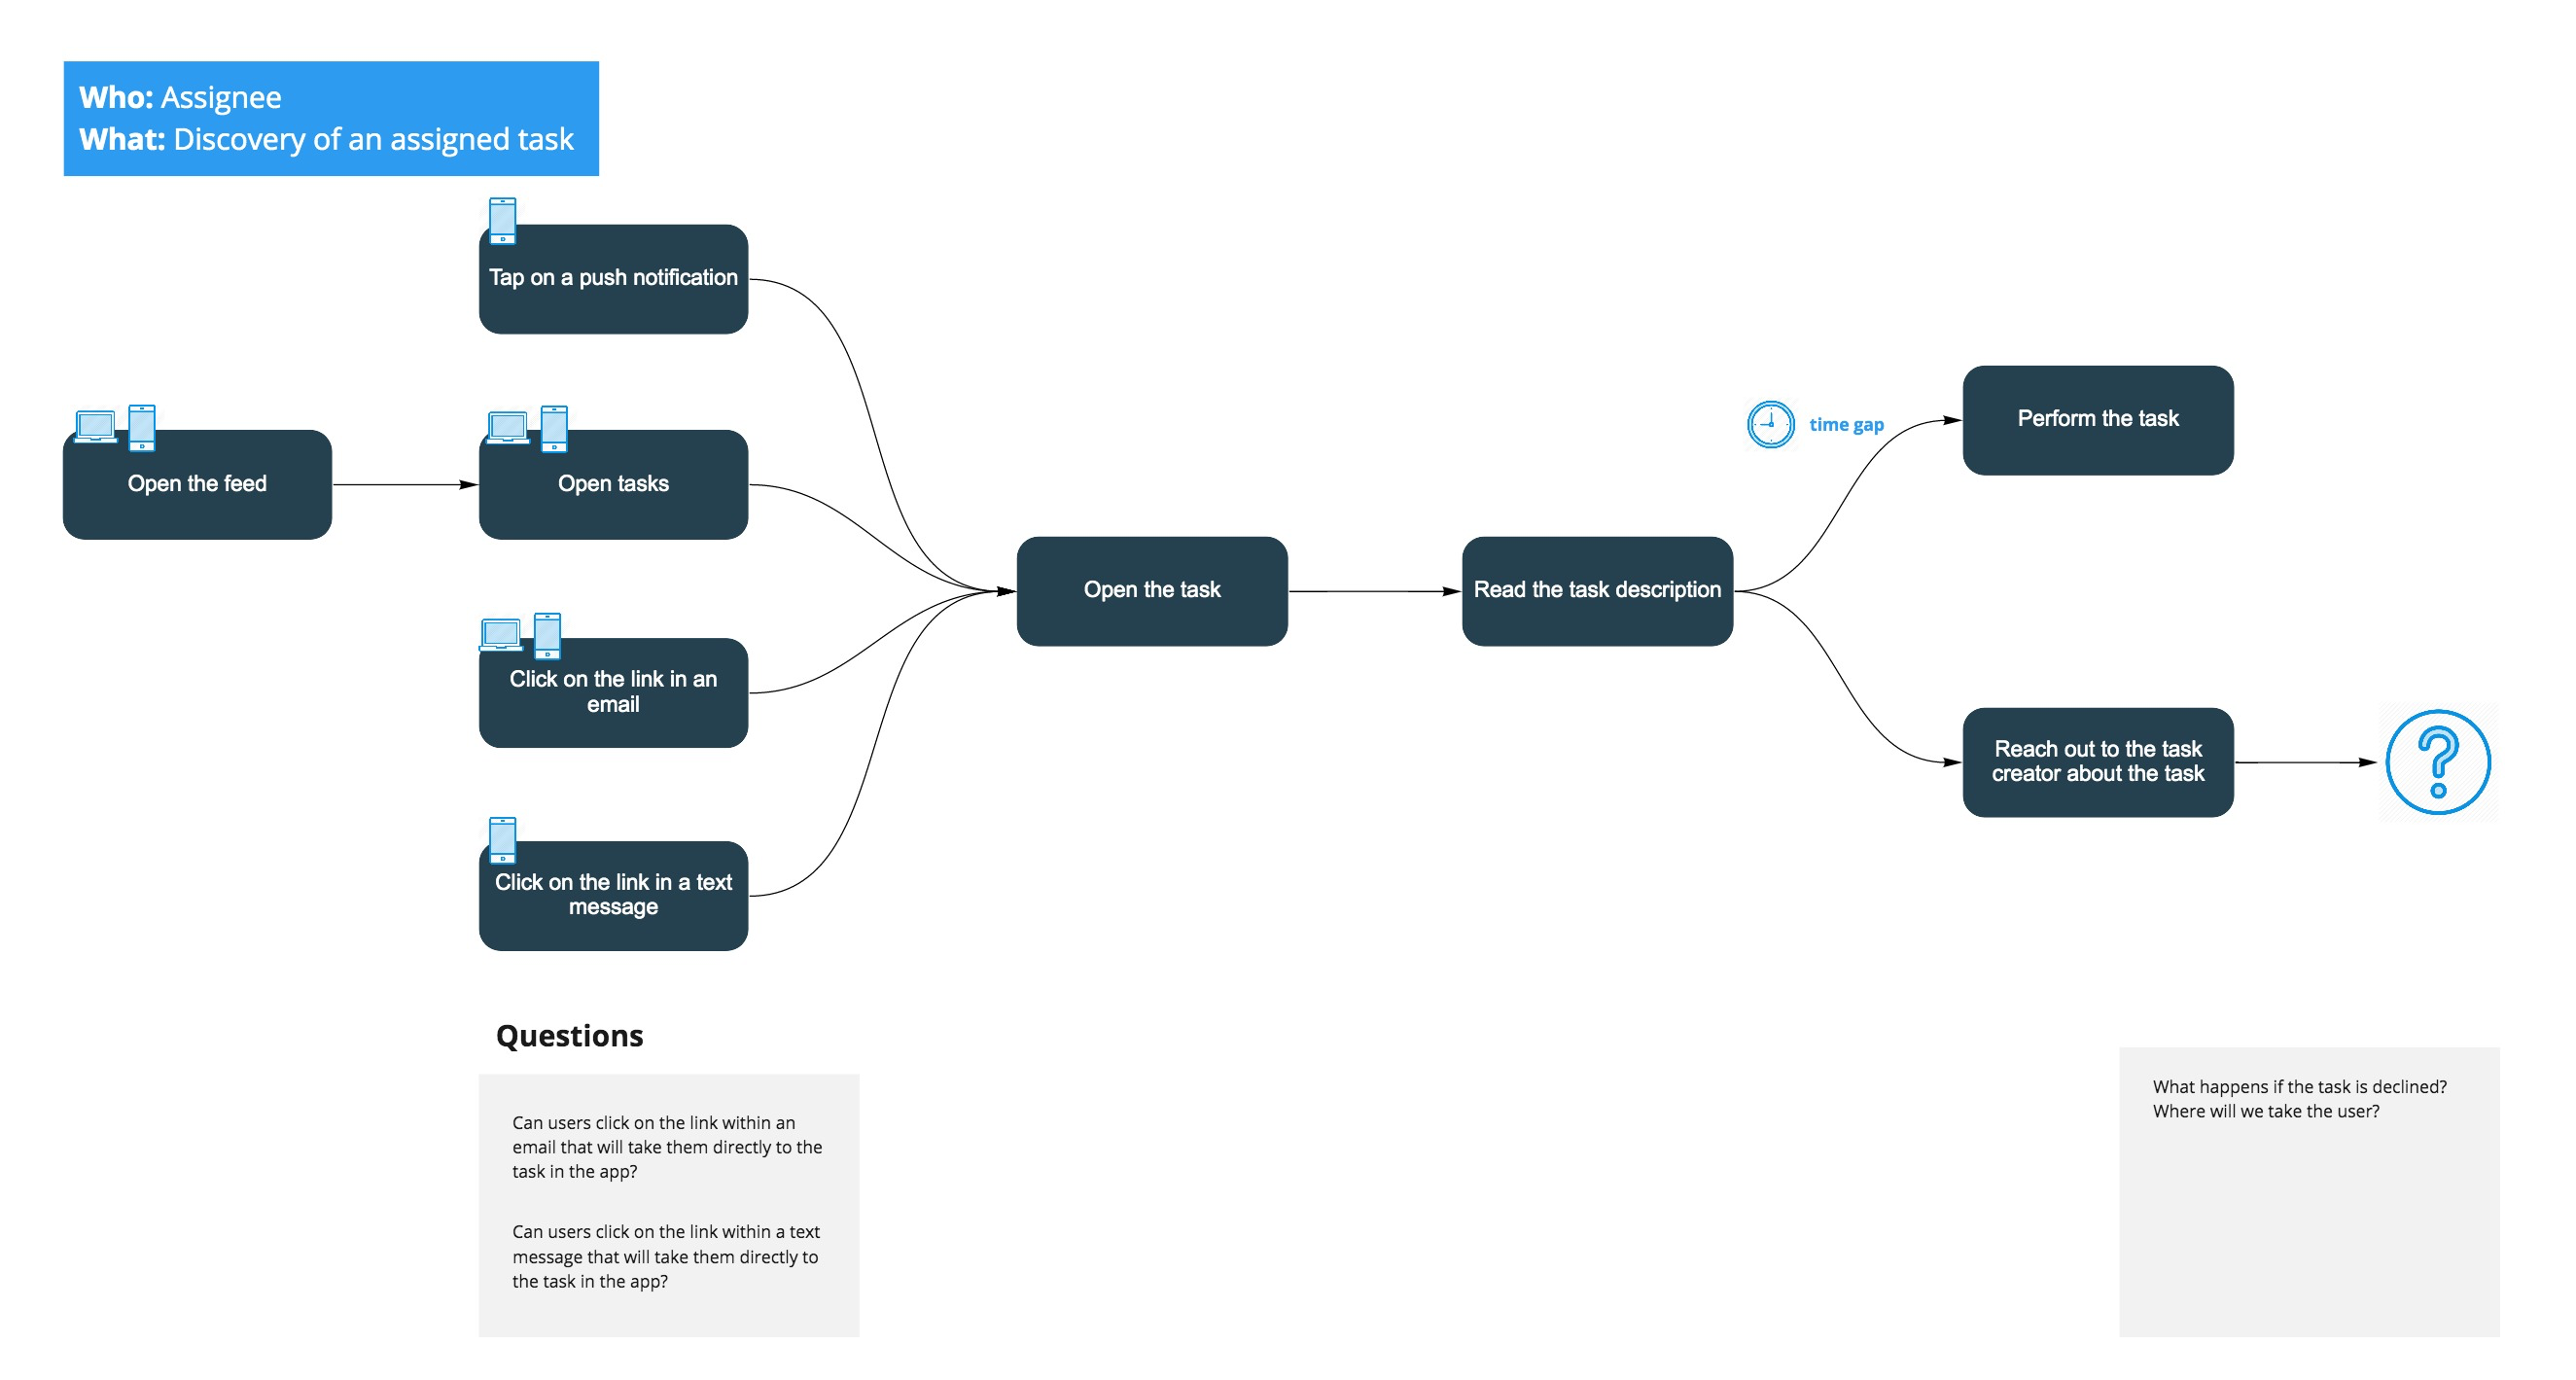 Who: Assignee
What: Discovery of an assigned task
Tap on a push notification
Open the feed
Open tasks
Click on the link in an
email
Click on the link in a text
message
Open the task
Read the task description
time gap
Perform the task
Reach out to the task
creator about the task
?
Questions
Can users click on the link within an
email that will take them directly to the
task in the app?
Can users click on the link within a text
message that will take them directly to
the task in the app?
What happens if the task is declined?
Where will we take the user?